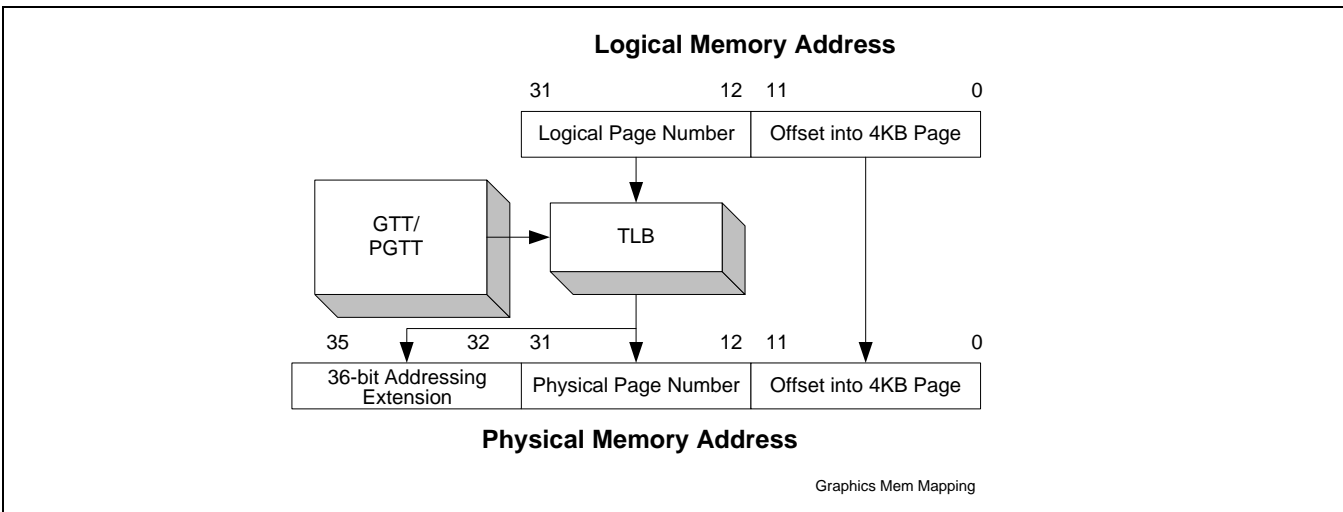 Logical Memory Address
31 12 11 0
Logical Page Number Offset into 4KB Page
GTT/
PGTT
TLB
35 32 31 12 11 0
36-bit Addressing
Extension
Physical Page Number Offset into 4KB Page
Physical Memory Address
Graphics Mem Mapping